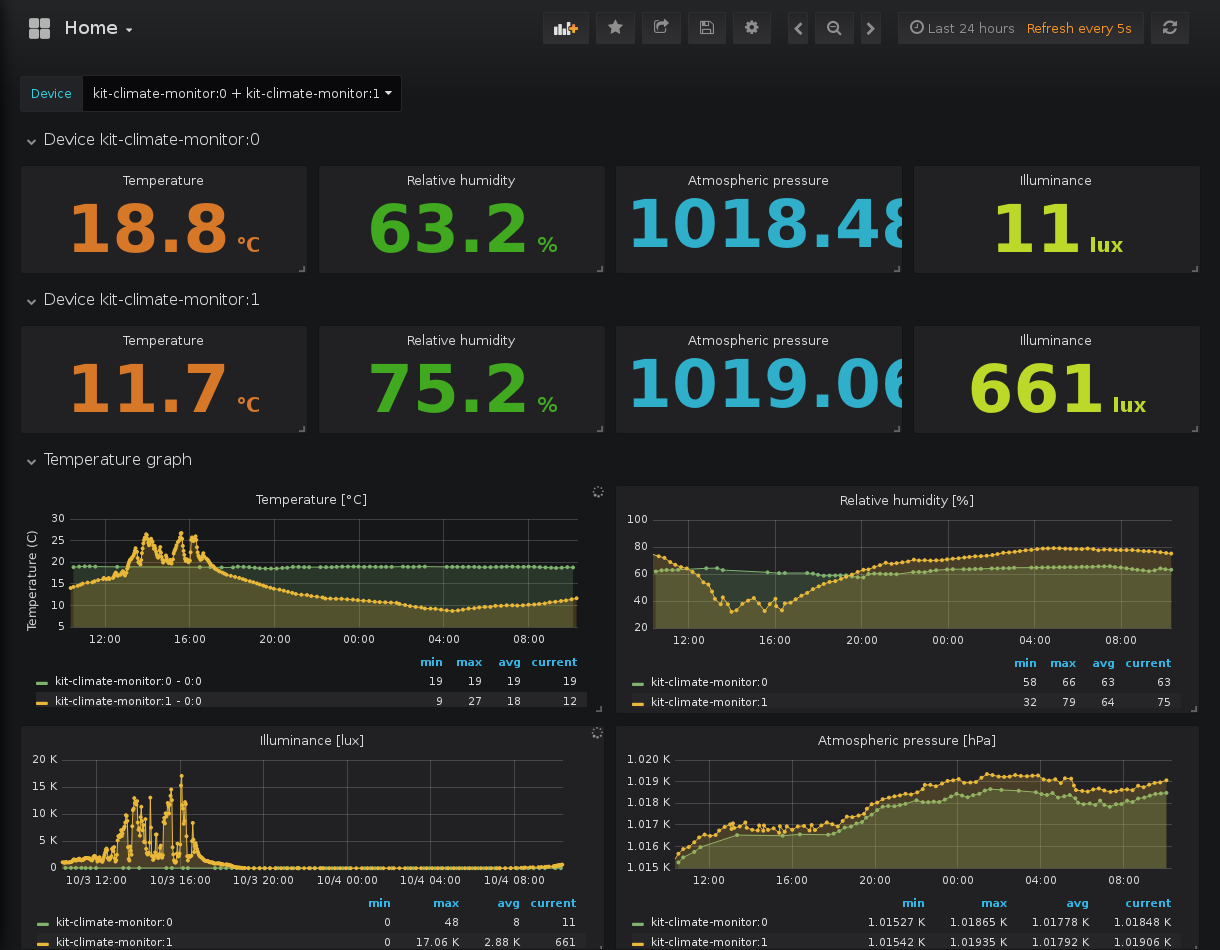 Home
Last 24 hours Refresh every 5s
Device kit-climate-monitor:0 + kit-climate-monitor:1
Device kit-climate-monitor:0
Temperature Relative humidity Atmospheric pressure Illuminance
18.8 °C 63.2 % 1018.48 11 lux
Device kit-climate-monitor:1
Temperature Relative humidity Atmospheric pressure Illuminance
11.7 °C 75.2 % 1019.06 661 lux
Temperature graph
Temperature [°C]
Temperature (C)
30
25
20
15
10
5
12:00 16:00 20:00 00:00 04:00 08:00
min max avg current
kit-climate-monitor:0 - 0:0 19 19 19 19
kit-climate-monitor:1 - 0:0 9 27 18 12
Relative humidity [%]
100
80
60
40
20
12:00 16:00 20:00 00:00 04:00 08:00
min max avg current
kit-climate-monitor:0 58 66 63 63
kit-climate-monitor:1 32 79 64 75
Illuminance [lux]
20 K
15 K
10 K
5 K
0
10/3 12:00 10/3 16:00 10/3 20:00 10/4 00:00 10/4 04:00 10/4 08:00
min max avg current
kit-climate-monitor:0 0 48 8 11
kit-climate-monitor:1 0 17.06 K 2.88 K 661
Atmospheric pressure [hPa]
1.020 K
1.019 K
1.018 K
1.017 K
1.016 K
1.015 K
12:00 16:00 20:00 00:00 04:00 08:00
min max avg current
kit-climate-monitor:0 1.01527 K 1.01865 K 1.01778 K 1.01848 K
kit-climate-monitor:1 1.01542 K 1.01935 K 1.01792 K 1.01906 K